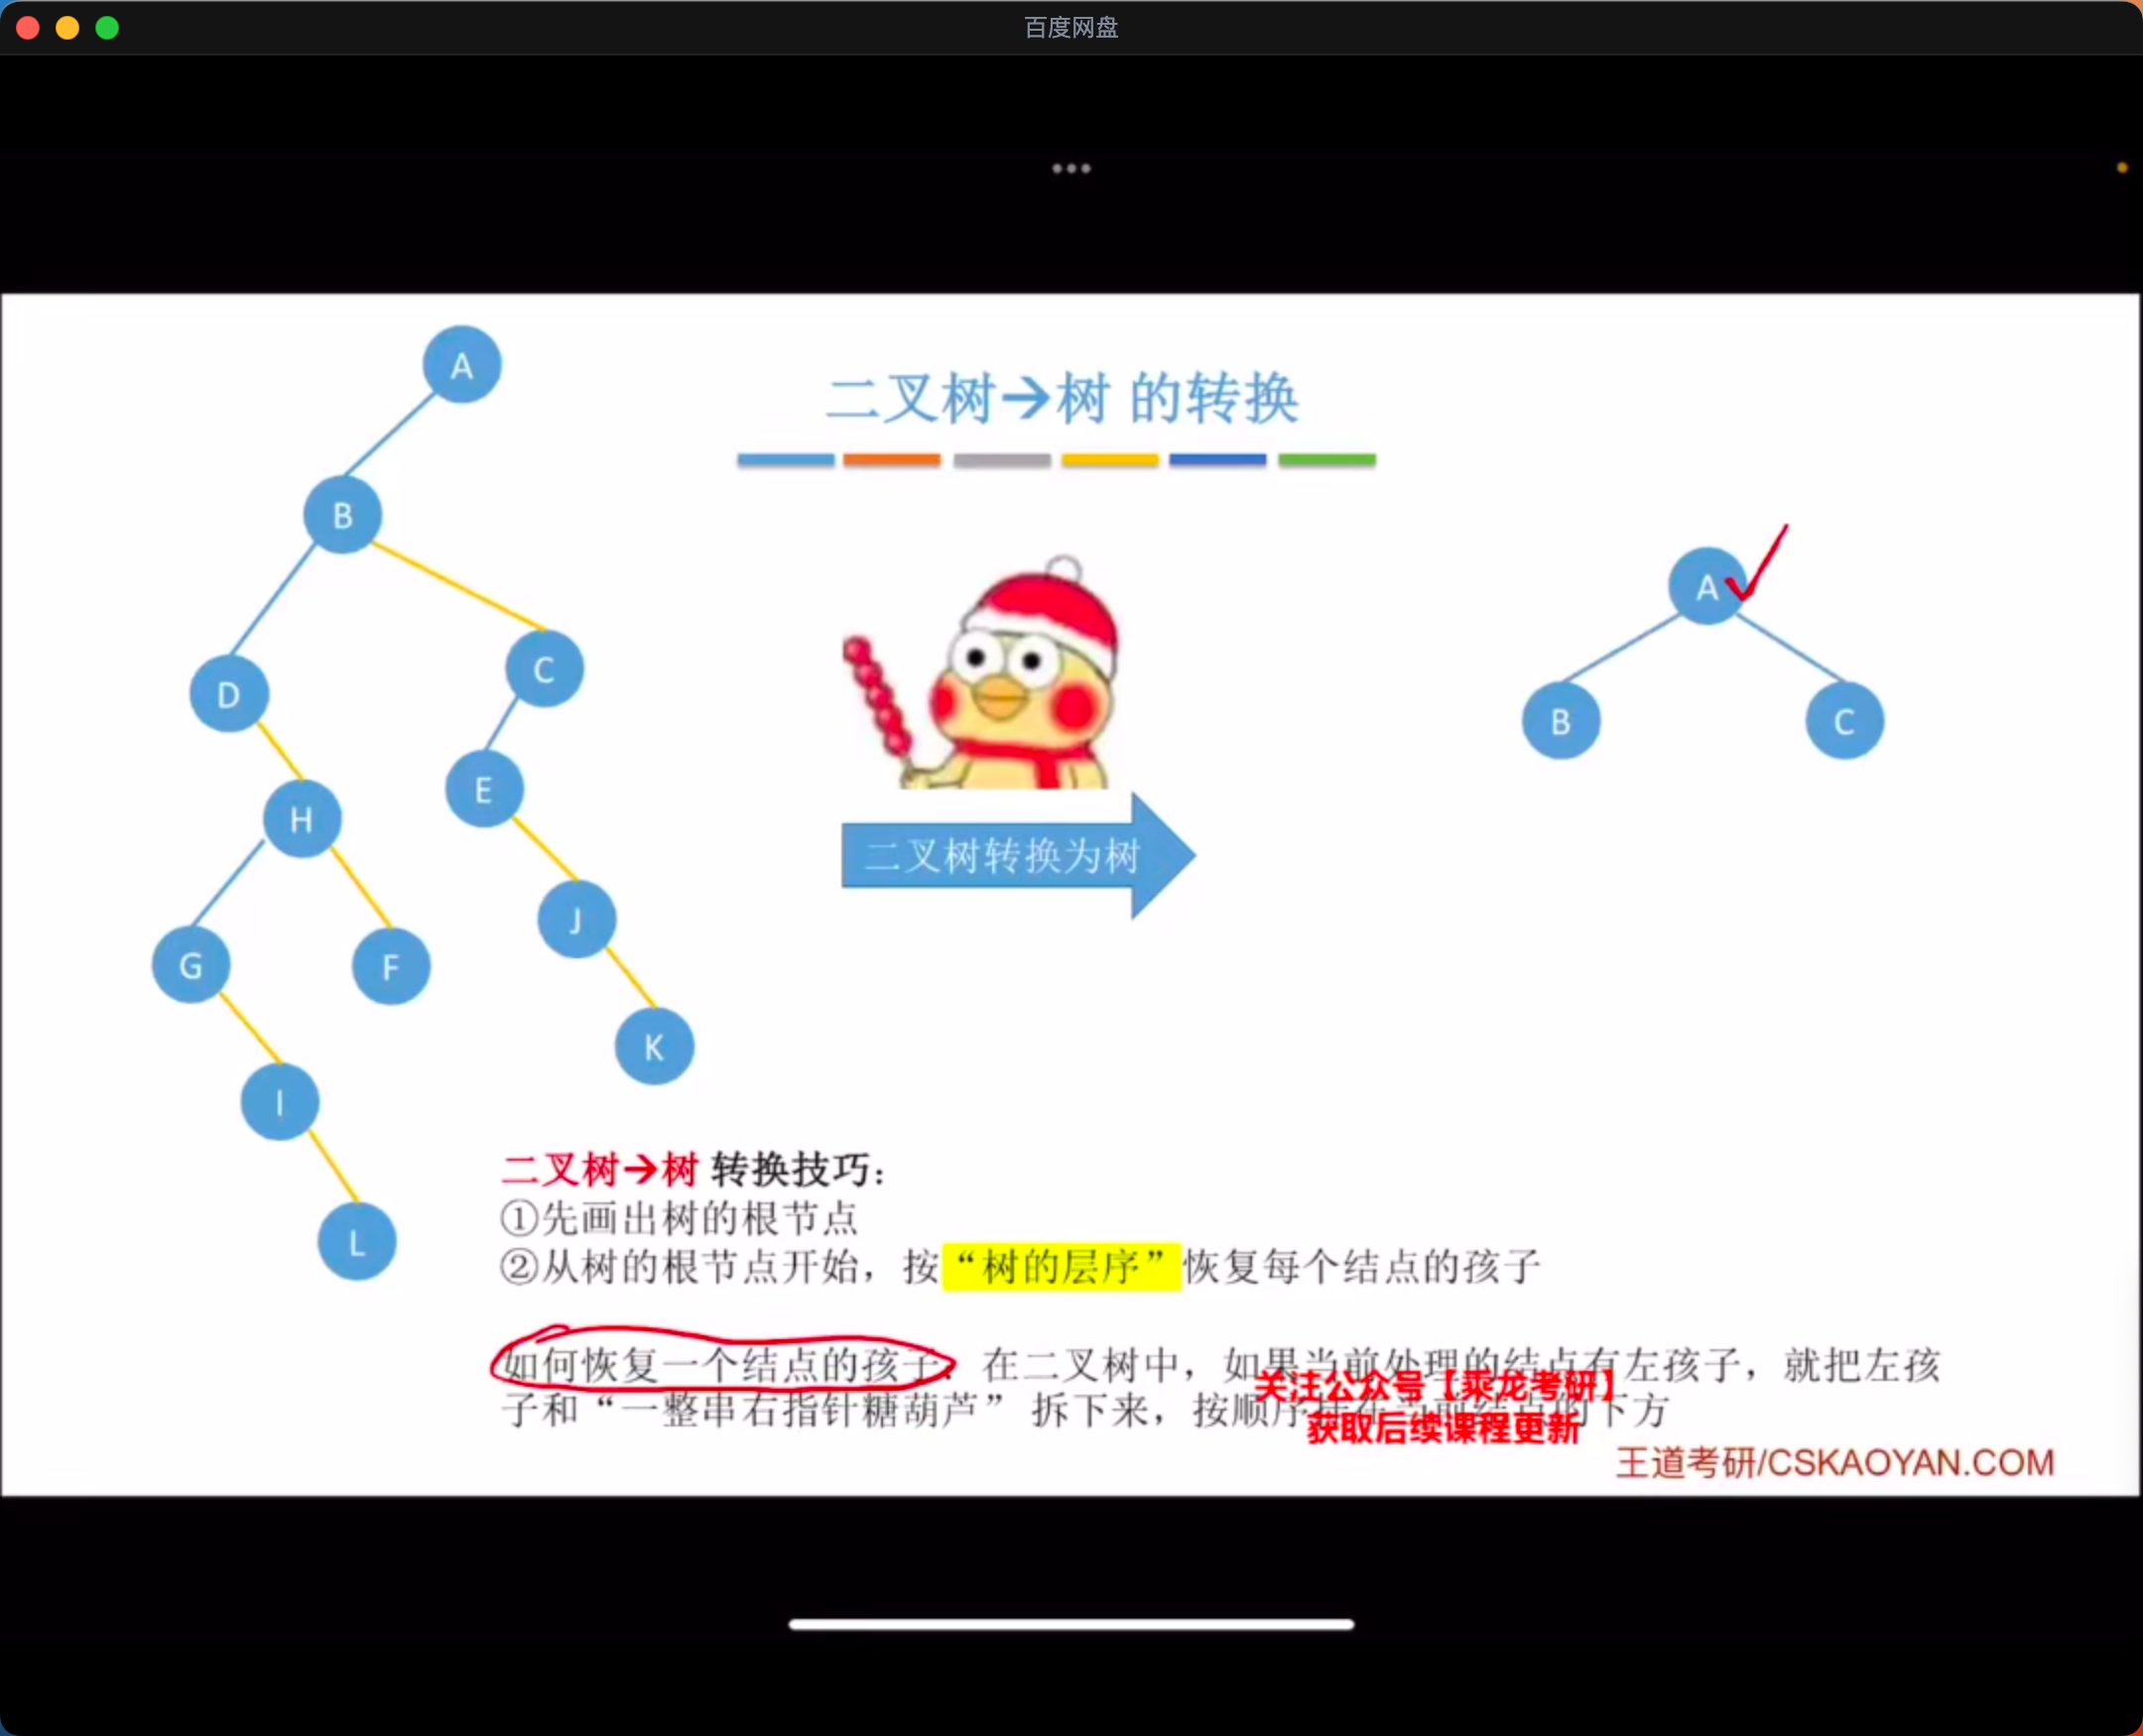 百度网盘
A
二叉树→树 的转换
B
A
D
C
B
C
H
E
二叉树转换为树
G
F
J
K
I
L
二叉树→树 转换技巧：
①先画出树的根节点
②从树的根节点开始，按“树的层序”恢复每个结点的孩子
如何恢复一个结点的孩子：在二叉树中，如果当前处理的结点有左孩子，就把左孩
子和“一整串右指针糖葫芦” 拆下来，按顺序挂在当前结点的下方
关注公众号【乘龙考研】
获取后续课程更新
王道考研/CSKAOYAN.COM